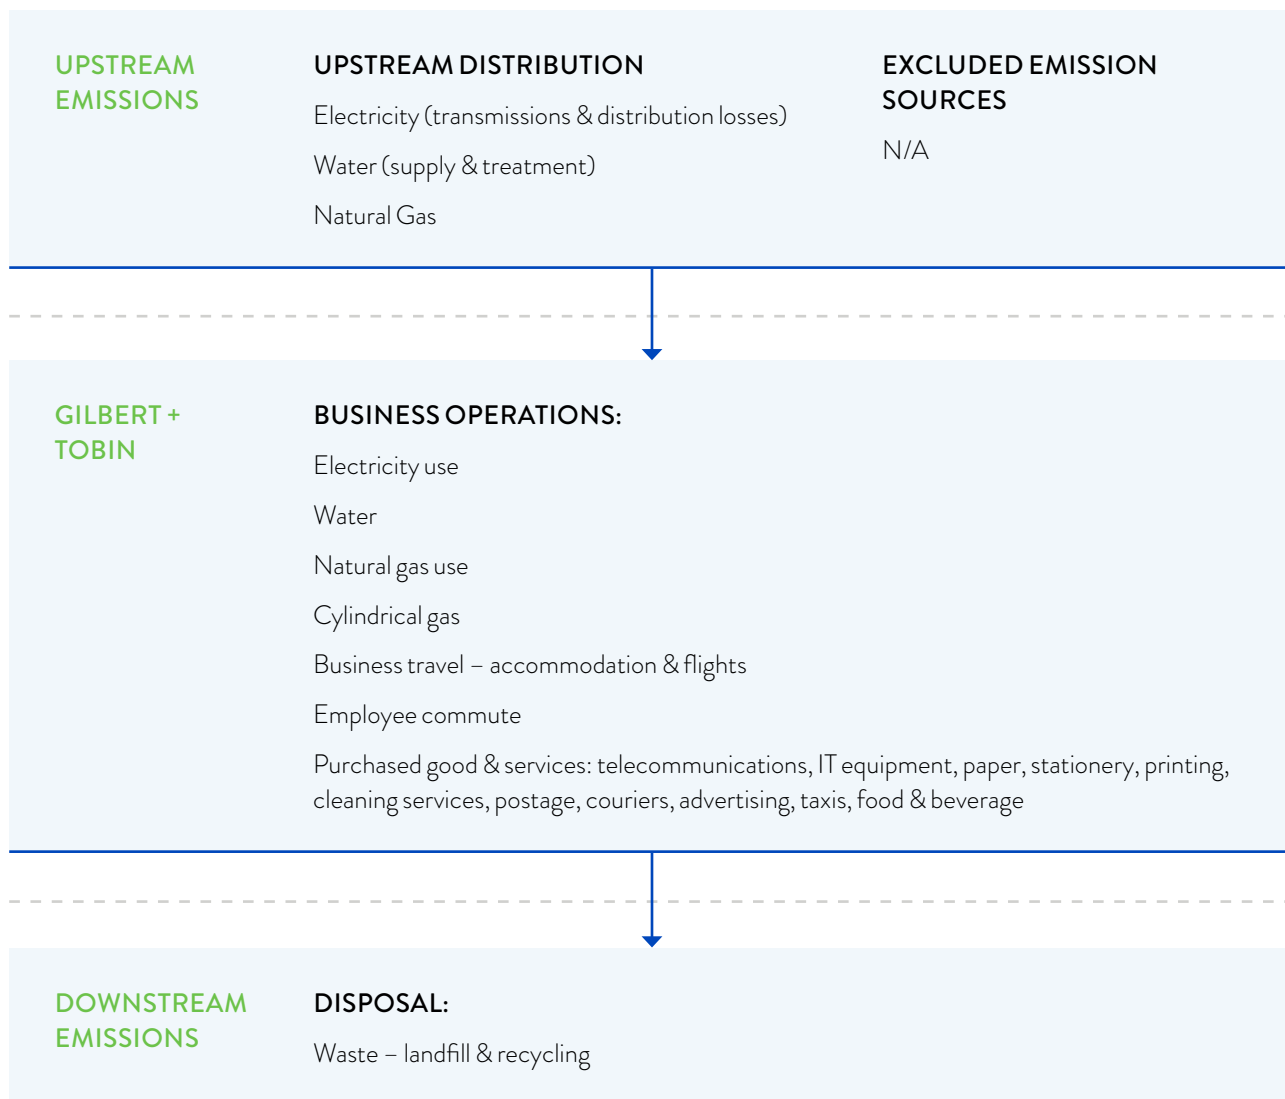 UPSTREAM
EMISSIONS
UPSTREAM DISTRIBUTION
Electricity (transmissions & distribution losses)
Water (supply & treatment)
Natural Gas
EXCLUDED EMISSION
SOURCES
N/A
GILBERT +
TOBIN
BUSINESS OPERATIONS:
Electricity use
Water
Natural gas use
Cylindrical gas
Business travel – accommodation & flights
Employee commute
Purchased good & services: telecommunications, IT equipment, paper, stationery, printing,
cleaning services, postage, couriers, advertising, taxis, food & beverage
DOWNSTREAM
EMISSIONS
DISPOSAL:
Waste – landfill & recycling